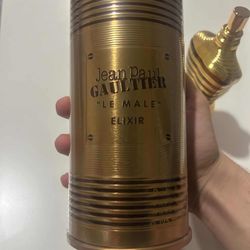 Jean Paul
GAULTIER
"LE MALE"
ELIXIR